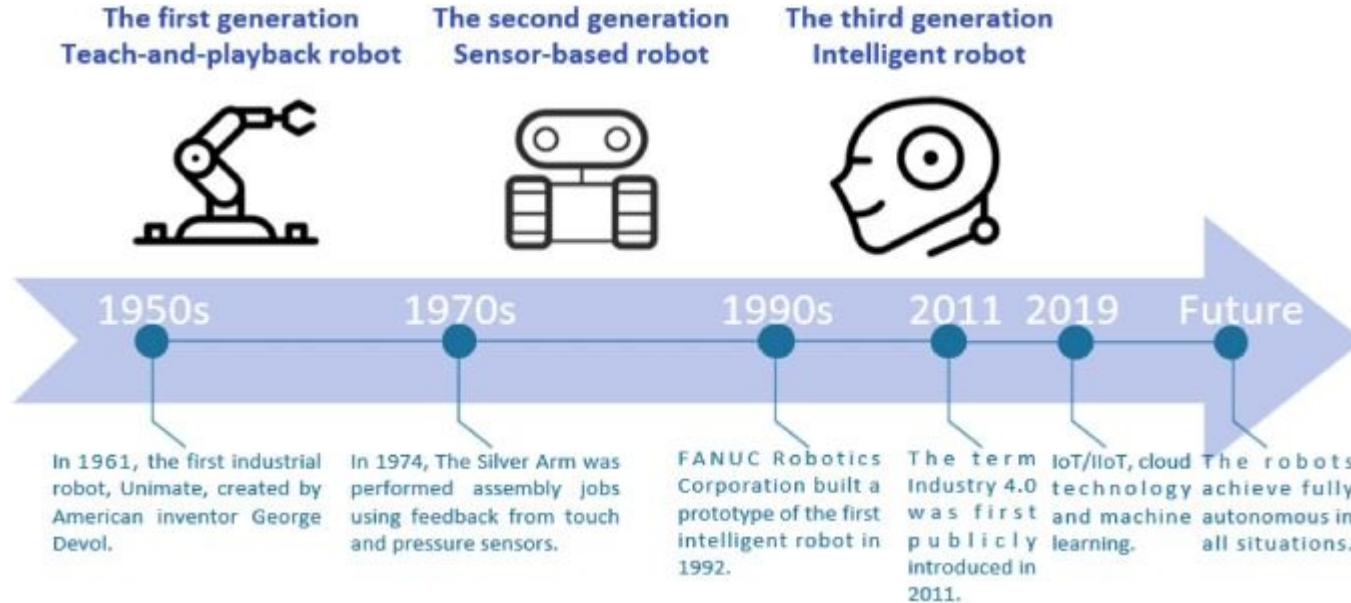 The first generation
Teach-and-playback robot
The second generation
Sensor-based robot
The third generation
Intelligent robot
1950s
1970s
1990s
2011
2019
Future
In 1961, the first industrial
robot, Unimate, created by
American inventor George
Devol.
In 1974, The Silver Arm was
performed assembly jobs
using feedback from touch
and pressure sensors.
FANUC Robotics
Corporation built a
prototype of the first
intelligent robot in
1992.
The term
Industry 4.0
was first
publicly
introduced in
2011.
IoT/IIoT, cloud
technology
and machine
learning.
The robots
achieve fully
autonomous in
all situations.